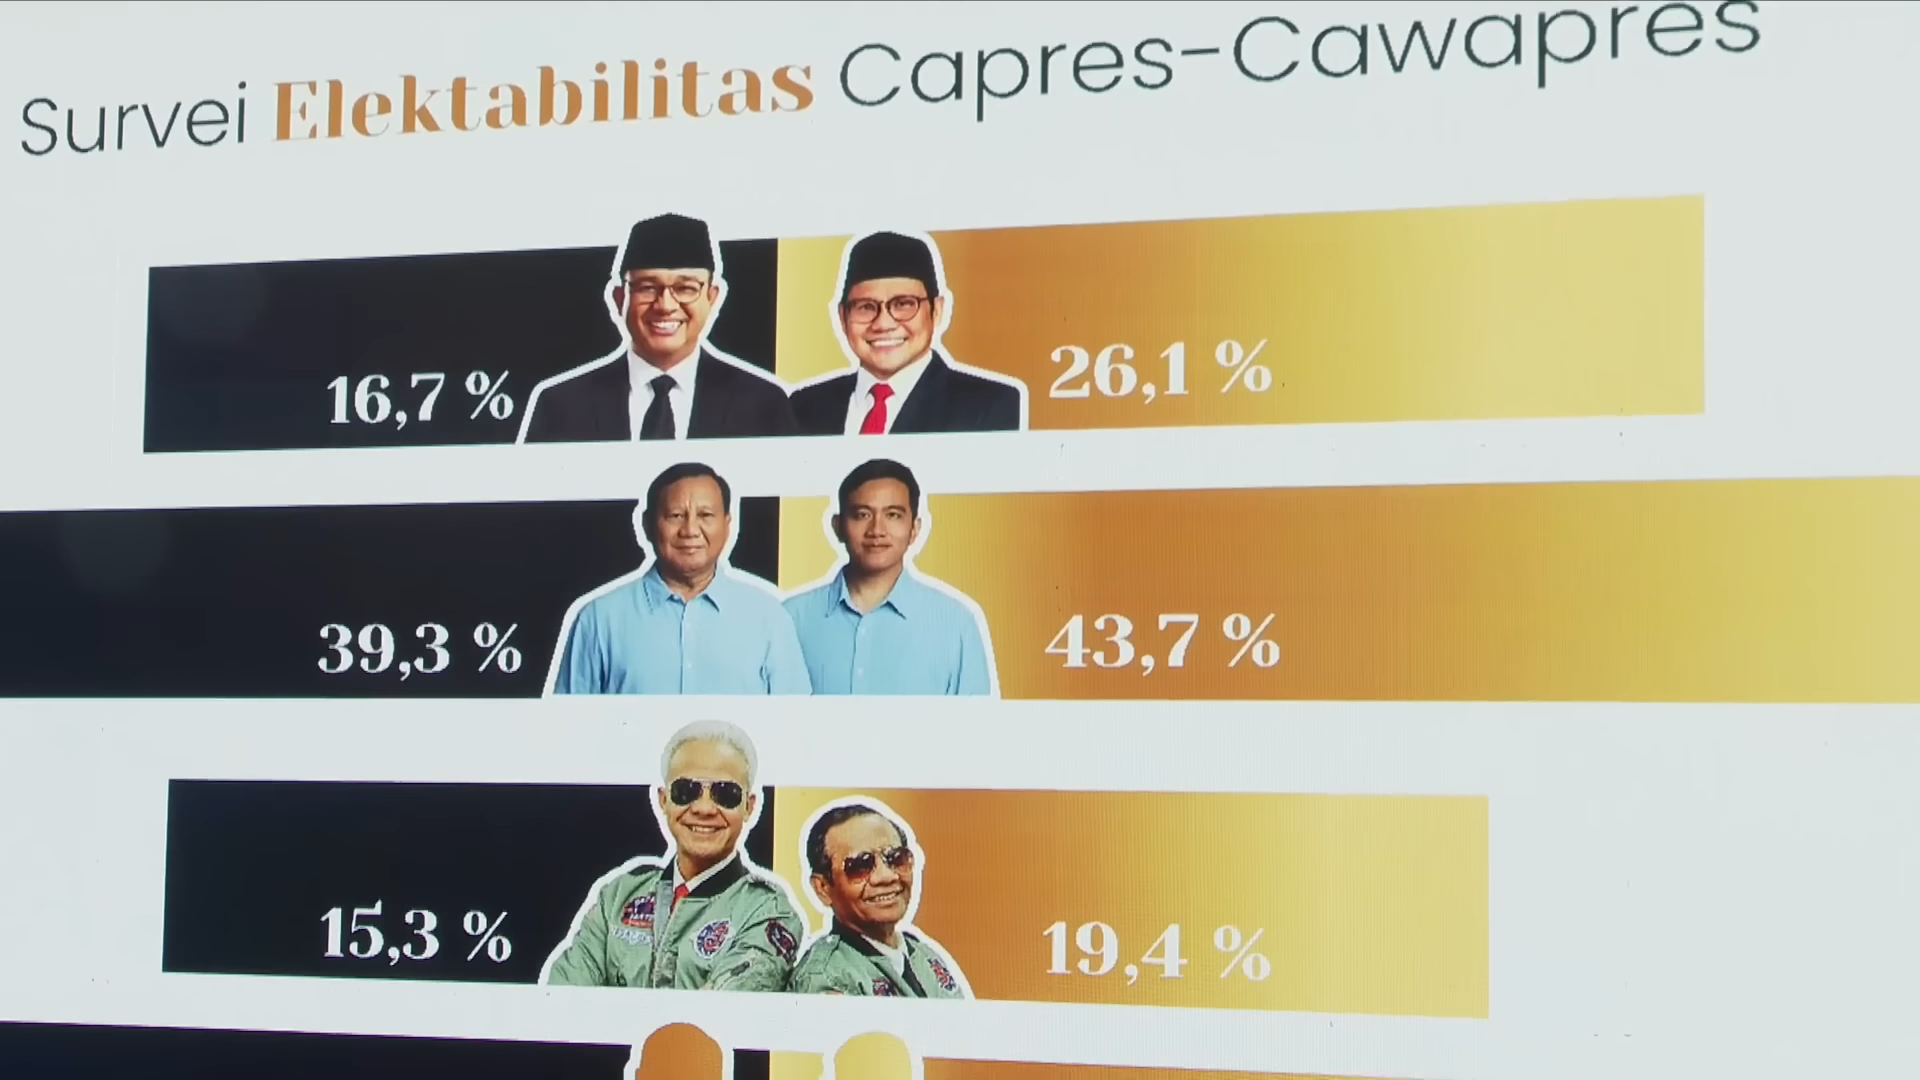 Survei Elektabilitas Capres-Cawapres
16,7 % 26,1 %
39,3 % 43,7 %
15,3 % 19,4 %